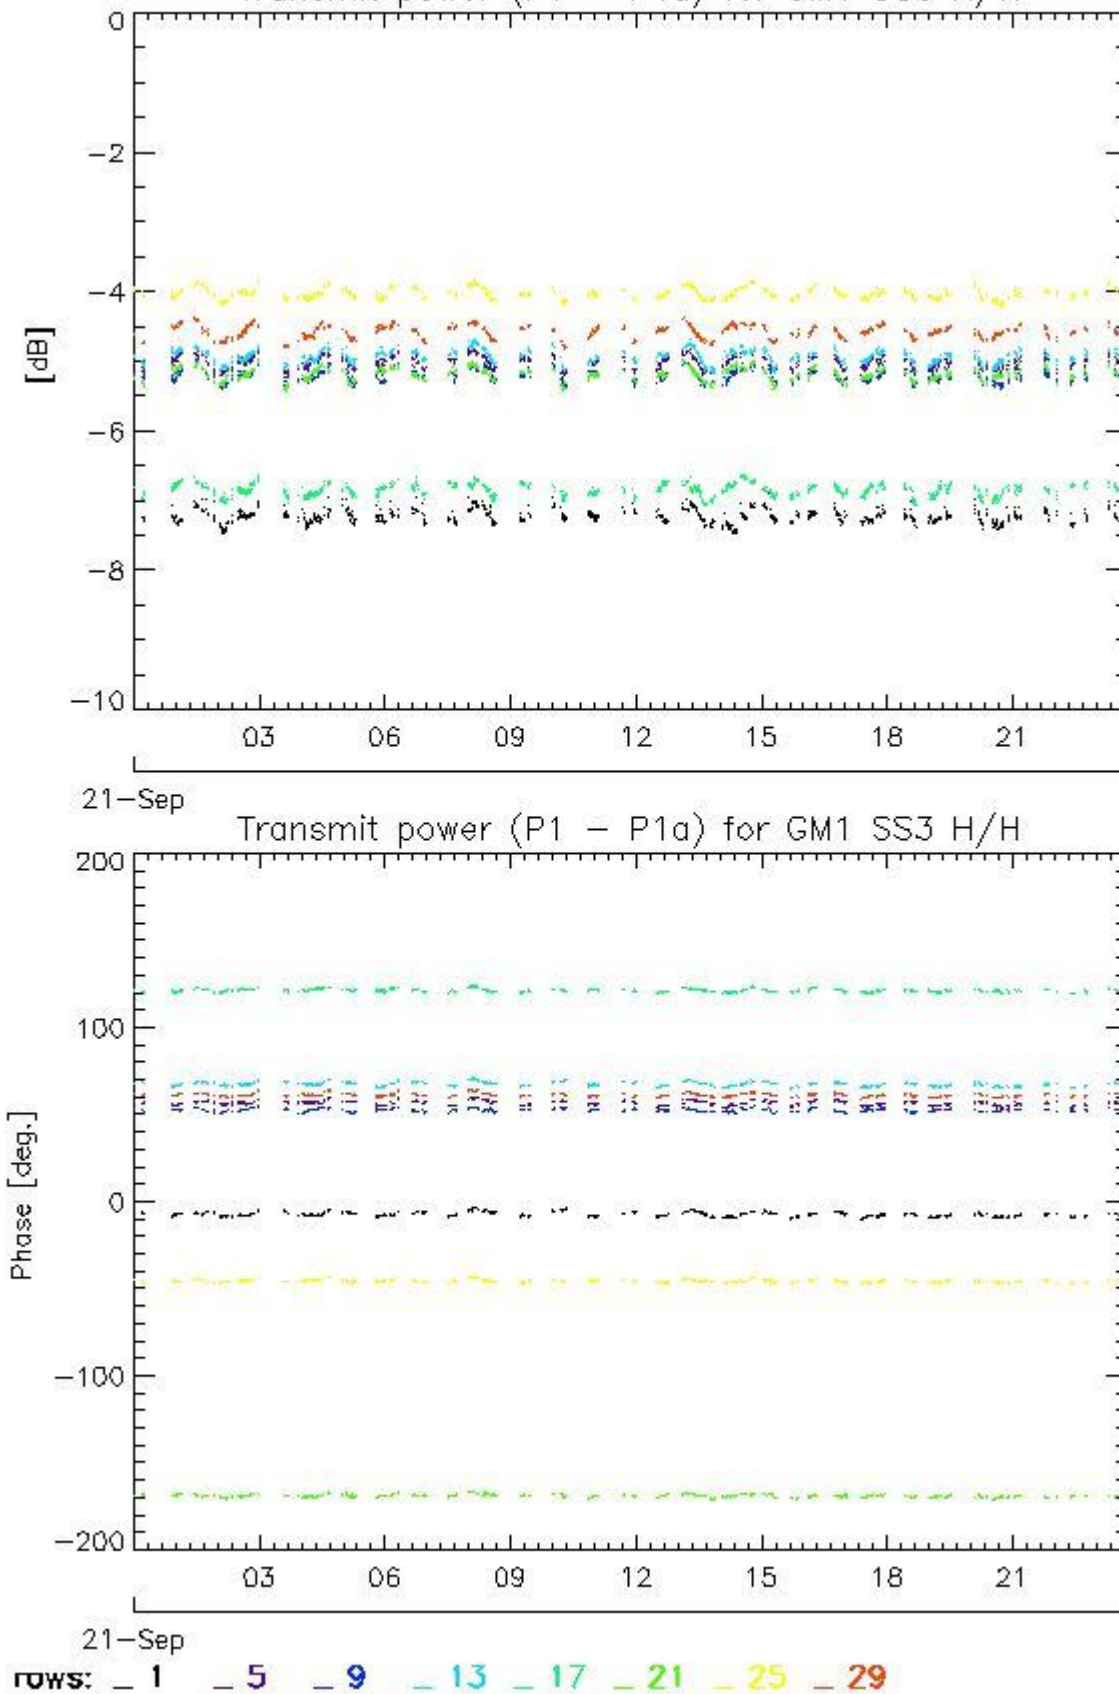 0
-2
-4
[dB]
-6
-8
-10
03 06 09 12 15 18 21
21-Sep
Transmit power (P1 - P1a) for GM1 SS3 H/H
200
100
Phase [deg.]
0
-100
-200
03 06 09 12 15 18 21
21-Sep
rows: _ 1 _ 5 _ 9 _ 13 _ 17 _ 21 _ 25 _ 29